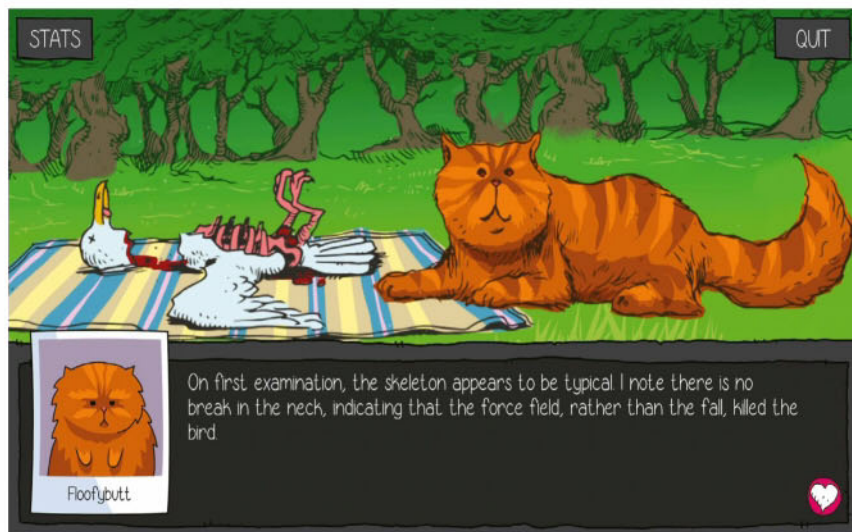 STATS
QUIT
On first examination, the skeleton appears to be typical. I note there is no
break in the neck, indicating that the force field, rather than the fall, killed the
bird.
Floofybutt